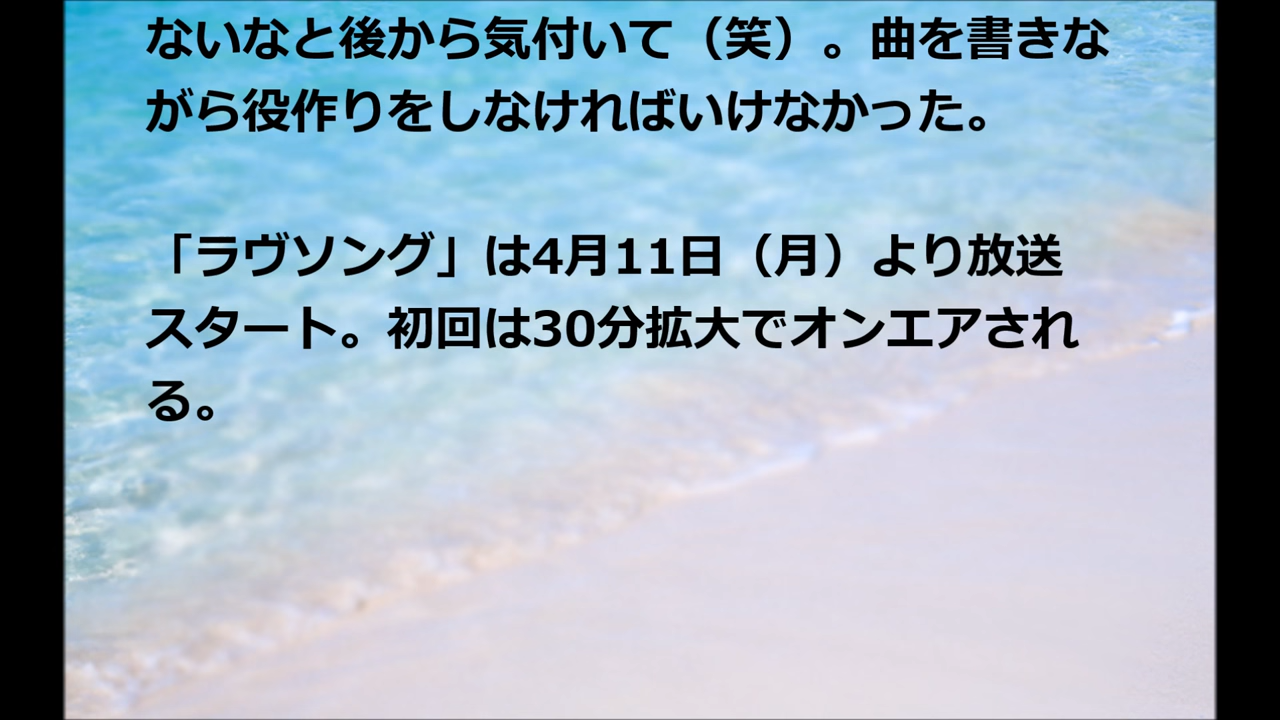 ないなと後から気付いて（笑）。曲を書きな
がら役作りをしなければいけなかった。
「ラヴソング」は4月11日（月）より放送
スタート。初回は30分拡大でオンエアされ
る。